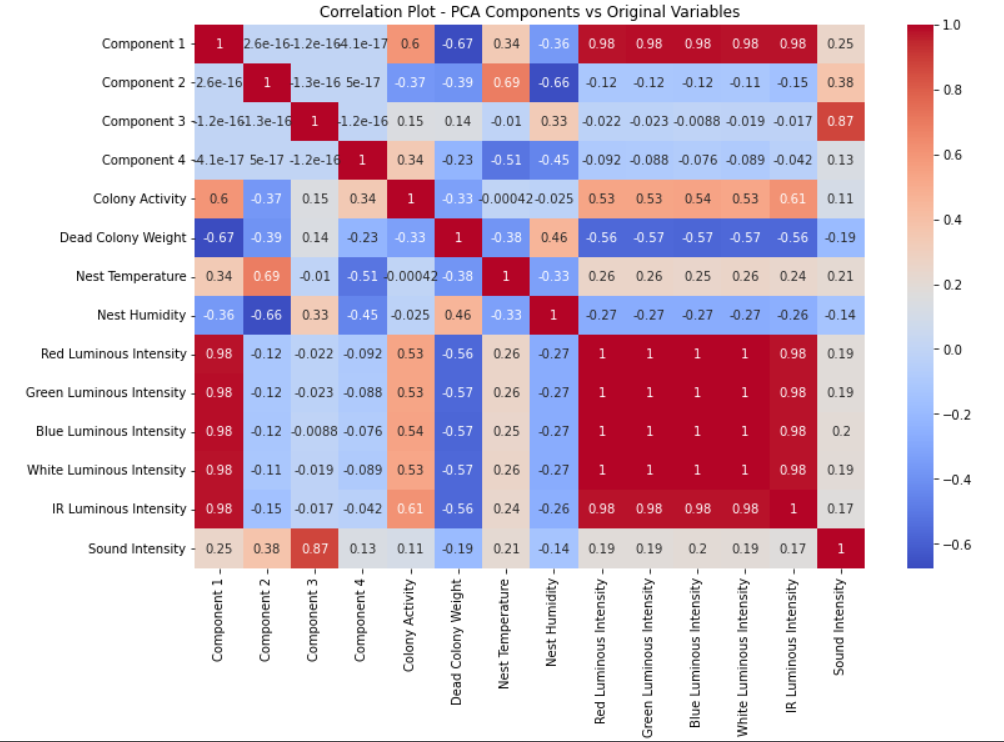 Correlation Plot - PCA Components vs Original Variables
Component 1 1 2.6e-16 -1.2e-16 4.1e-17 0.6 -0.67 0.34 -0.36 0.98 0.98 0.98 0.98 0.98 0.25
Component 2 -2.6e-16 1 -1.3e-16 5e-17 -0.37 -0.39 0.69 -0.66 -0.12 -0.12 -0.12 -0.11 -0.15 0.38
Component 3 -1.2e-16 -1.3e-16 1 -1.2e-16 0.15 0.14 -0.01 0.33 -0.022 -0.023 -0.0088 -0.019 -0.017 0.87
Component 4 -4.1e-17 5e-17 -1.2e-16 1 0.34 -0.23 -0.51 -0.45 -0.092 -0.088 -0.076 -0.089 -0.042 0.13
Colony Activity 0.6 -0.37 0.15 0.34 1 -0.33 -0.00042 -0.025 0.53 0.53 0.54 0.53 0.61 0.11
Dead Colony Weight -0.67 -0.39 0.14 -0.23 -0.33 1 -0.38 0.46 -0.56 -0.57 -0.57 -0.57 -0.56 -0.19
Nest Temperature 0.34 0.69 -0.01 -0.51 -0.00042 -0.38 1 -0.33 0.26 0.26 0.25 0.26 0.24 0.21
Nest Humidity -0.36 -0.66 0.33 -0.45 -0.025 0.46 -0.33 1 -0.27 -0.27 -0.27 -0.27 -0.26 -0.14
Red Luminous Intensity 0.98 -0.12 -0.022 -0.092 0.53 -0.56 0.26 -0.27 1 1 1 1 0.98 0.19
Green Luminous Intensity 0.98 -0.12 -0.023 -0.088 0.53 -0.57 0.26 -0.27 1 1 1 1 0.98 0.19
Blue Luminous Intensity 0.98 -0.12 -0.0088 -0.076 0.54 -0.57 0.25 -0.27 1 1 1 1 0.98 0.2
White Luminous Intensity 0.98 -0.11 -0.019 -0.089 0.53 -0.57 0.26 -0.27 1 1 1 1 0.98 0.19
IR Luminous Intensity 0.98 -0.15 -0.017 -0.042 0.61 -0.56 0.24 -0.26 0.98 0.98 0.98 0.98 1 0.17
Sound Intensity 0.25 0.38 0.87 0.13 0.11 -0.19 0.21 -0.14 0.19 0.19 0.2 0.19 0.17 1
Component 1
Component 2
Component 3
Component 4
Colony Activity
Dead Colony Weight
Nest Temperature
Nest Humidity
Red Luminous Intensity
Green Luminous Intensity
Blue Luminous Intensity
White Luminous Intensity
IR Luminous Intensity
Sound Intensity
1.0
0.8
0.6
0.4
0.2
0.0
−0.2
−0.4
−0.6